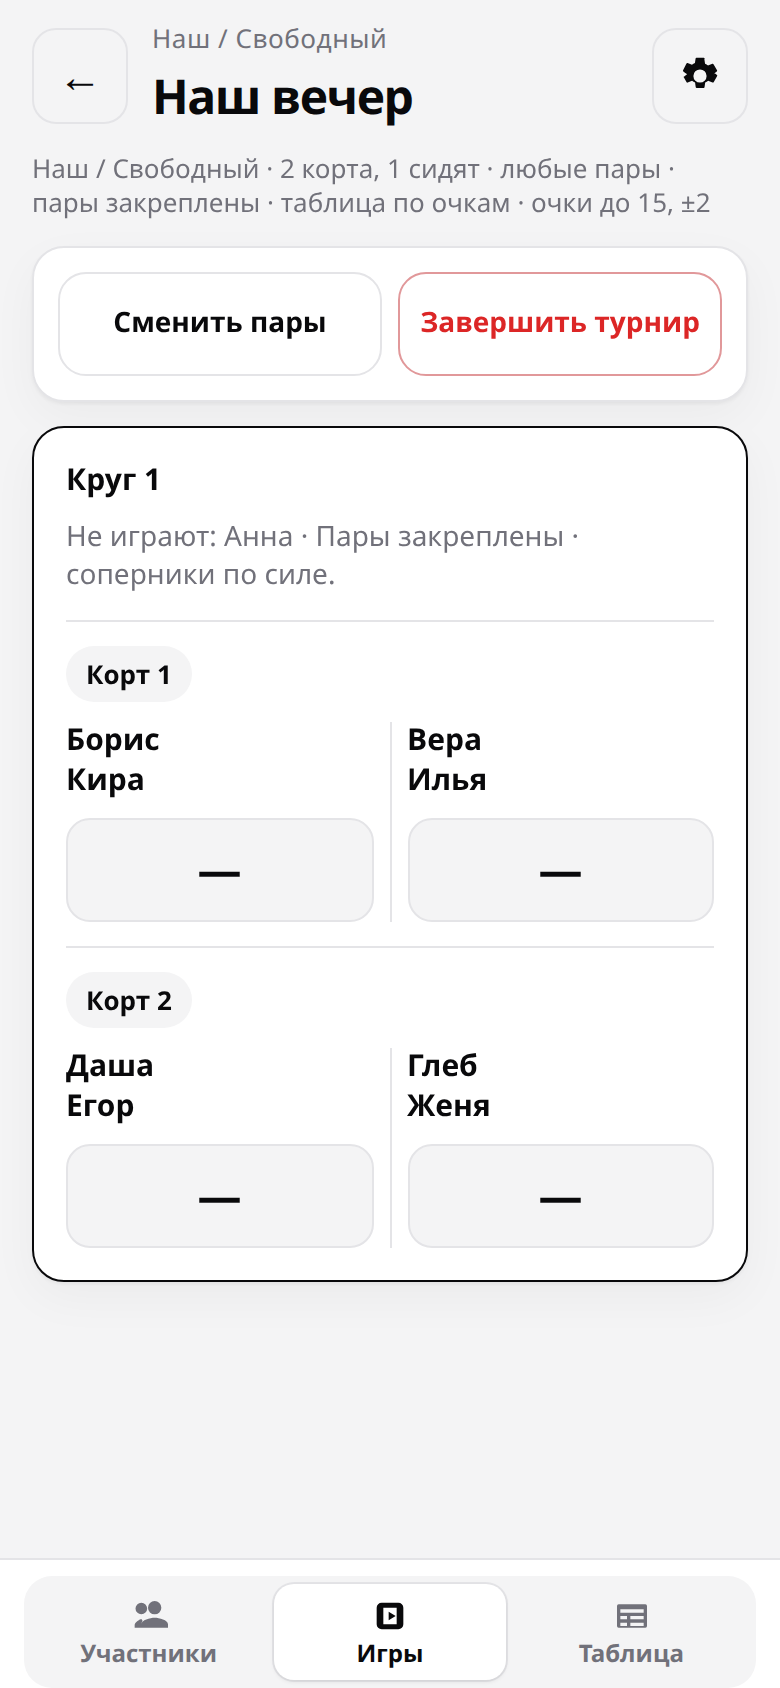 Наш / Свободный
←
Наш вечер
Наш / Свободный · 2 корта, 1 сидят · любые пары ·
пары закреплены · таблица по очкам · очки до 15, ±2
Сменить пары
Завершить турнир
Круг 1
Не играют: Анна · Пары закреплены ·
соперники по силе.
Корт 1
Борис
Кира
—
Вера
Илья
—
Корт 2
Даша
Егор
—
Глеб
Женя
—
Участники
Игры
Таблица